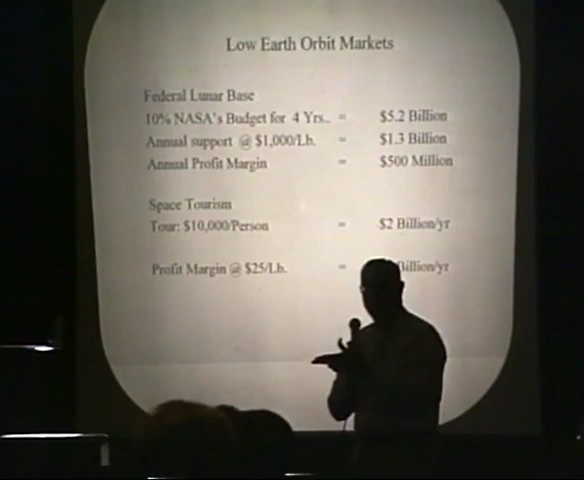 Low Earth Orbit Markets
Federal Lunar Base
10% NASA's Budget for 4 Yrs.. = $5.2 Billion
Annual support @ $1,000/Lb. = $1.3 Billion
Annual Profit Margin = $500 Million
Space Tourism
Tour: $10,000/Person = $2 Billion/yr
Profit Margin @ $25/Lb. = Billion/yr